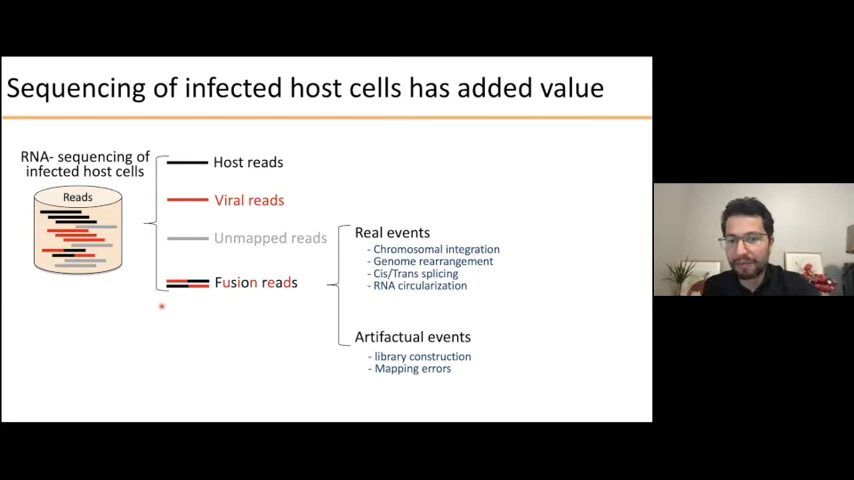 Sequencing of infected host cells has added value
RNA- sequencing of
infected host cells
Reads
Host reads
Viral reads
Unmapped reads
Fusion reads
Real events
- Chromosomal integration
- Genome rearrangement
- Cis/Trans splicing
- RNA circularization
Artifactual events
- library construction
- Mapping errors